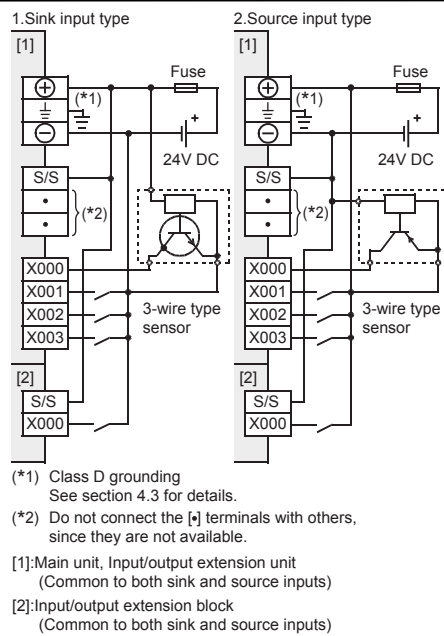 1.Sink input type
[1]
Fuse
(*1)
+
24V DC
S/S
•
•
(*2)
X000
X001
X002
X003
3-wire type
sensor
[2]
S/S
X000
2.Source input type
[1]
Fuse
(*1)
+
24V DC
S/S
•
•
(*2)
X000
X001
X002
X003
3-wire type
sensor
[2]
S/S
X000
(*1) Class D grounding
See section 4.3 for details.
(*2) Do not connect the [•] terminals with others,
since they are not available.
[1]:Main unit, Input/output extension unit
(Common to both sink and source inputs)
[2]:Input/output extension block
(Common to both sink and source inputs)